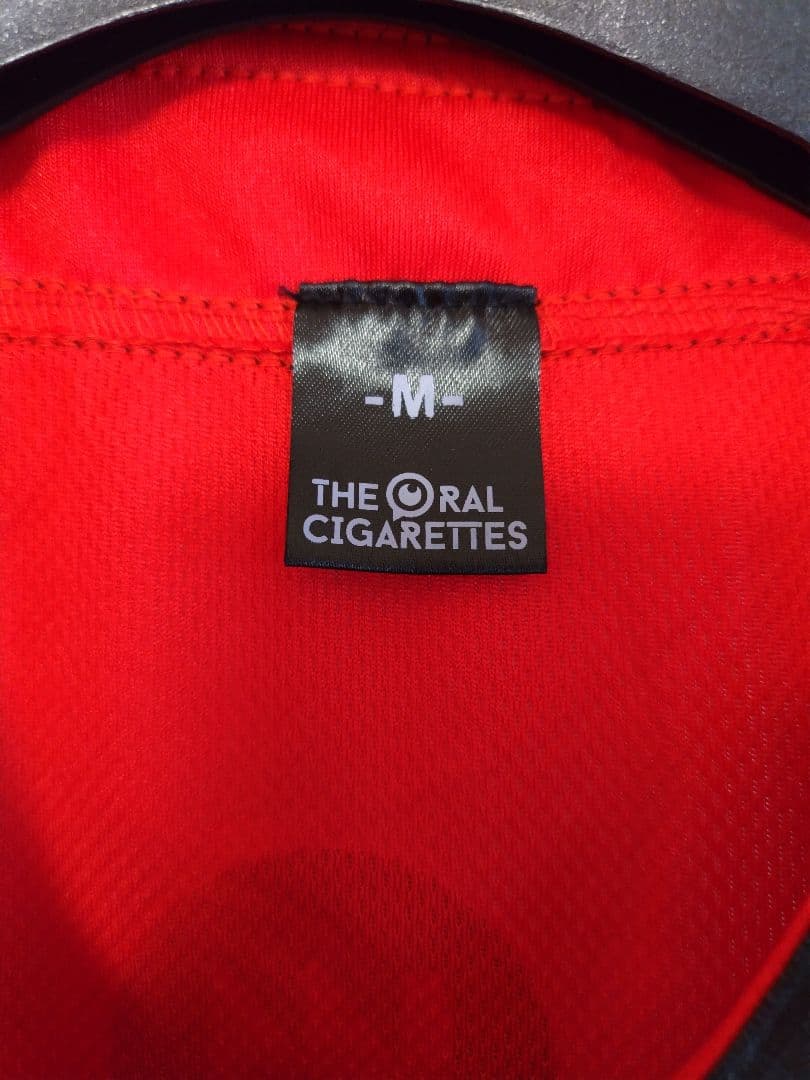 -M-
THE ORAL
CIGARETTES